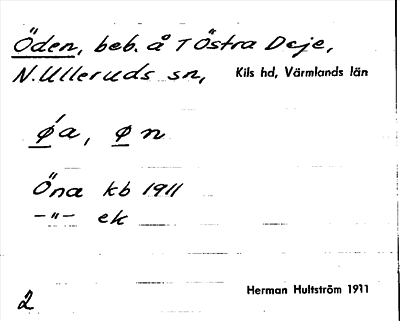 Öden, beb. å T Östra Deje,
N. Ulleruds sn, Kils hd, Värmlands län
ǿa, ø n
Öna kb 1911
–"– ek
2
Herman Hultström 1911